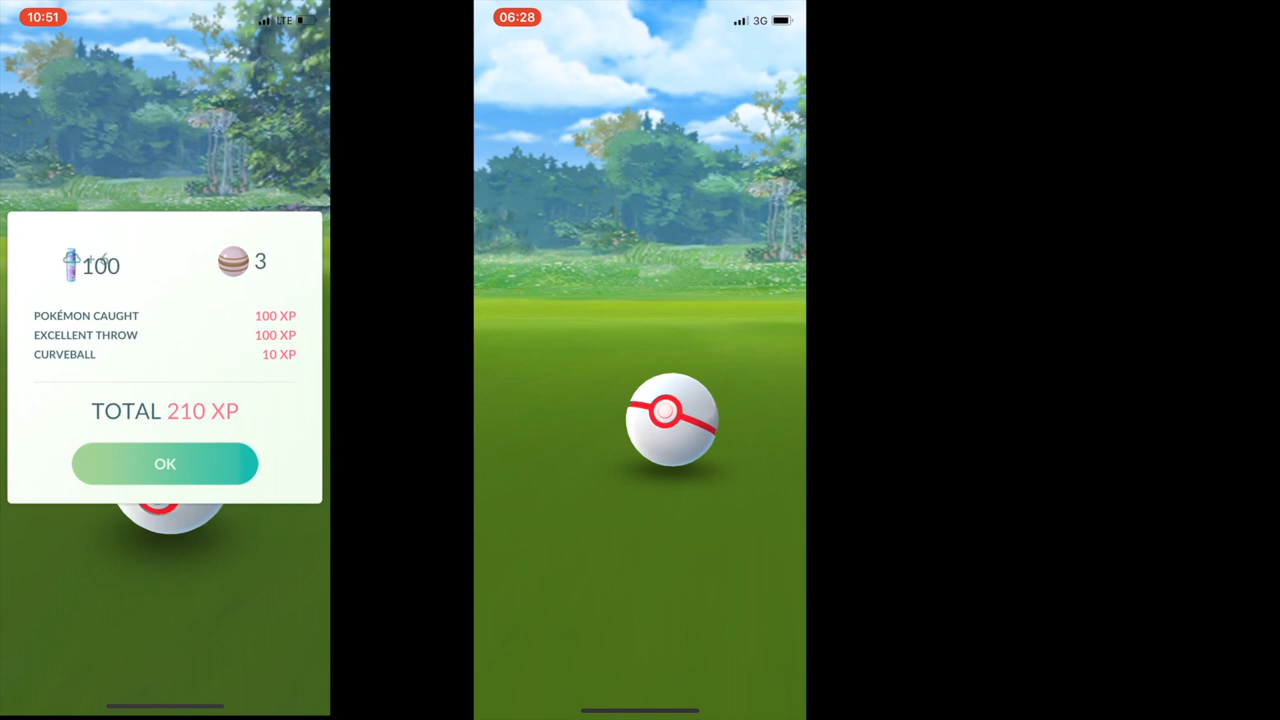 10:51
LTE
100
3
POKÉMON CAUGHT 100 XP
EXCELLENT THROW 100 XP
CURVEBALL 10 XP
TOTAL 210 XP
OK
06:28
3G